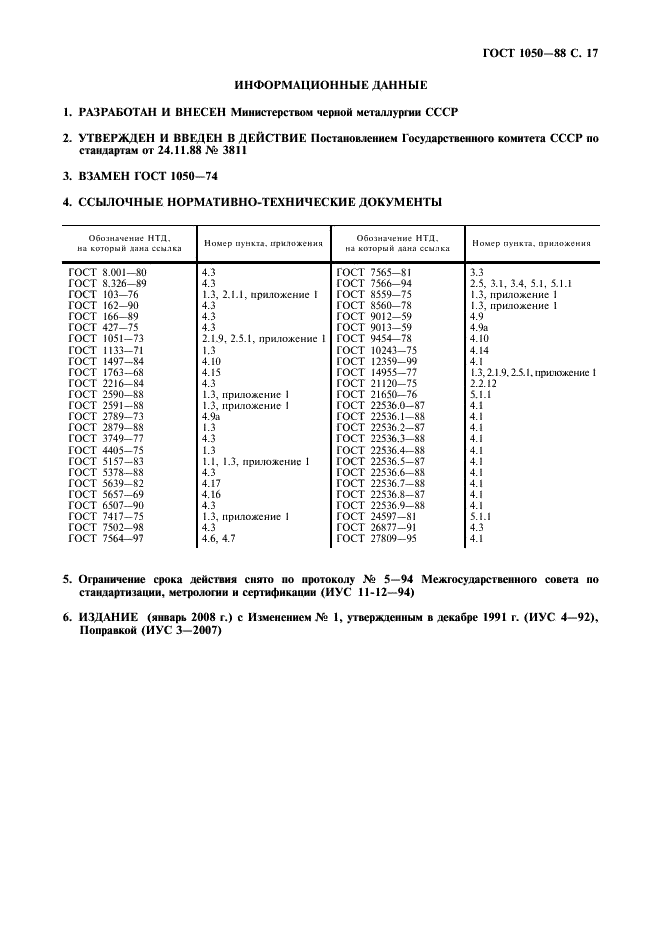 ГОСТ 1050—88 С. 17
ИНФОРМАЦИОННЫЕ ДАННЫЕ
1. РАЗРАБОТАН И ВНЕСЕН Министерством черной металлургии СССР
2. УТВЕРЖДЕН И ВВЕДЕН В ДЕЙСТВИЕ Постановлением Государственного комитета СССР по
стандартам от 24.11.88 № 3811
3. ВЗАМЕН ГОСТ 1050—74
4. ССЫЛОЧНЫЕ НОРМАТИВНО-ТЕХНИЧЕСКИЕ ДОКУМЕНТЫ
Обозначение НТД,
на который дана ссылка
Номер пункта, приложения
Обозначение НТД,
на который дана ссылка
Номер пункта, приложения
ГОСТ 8.001—80 4.3 ГОСТ 7565—81 3.3
ГОСТ 8.326—89 4.3 ГОСТ 7566—94 2.5, 3.1, 3.4, 5.1, 5.1.1
ГОСТ 103—76 1.3, 2.1.1, приложение 1 ГОСТ 8559—75 1.3, приложение 1
ГОСТ 162—90 4.3 ГОСТ 8560—78 1.3, приложение 1
ГОСТ 166—89 4.3 ГОСТ 9012—59 4.9
ГОСТ 427—75 4.3 ГОСТ 9013—59 4.9а
ГОСТ 1051—73 2.1.9, 2.5.1, приложение 1 ГОСТ 9454—78 4.10
ГОСТ 1133—71 1.3 ГОСТ 10243—75 4.14
ГОСТ 1497—84 4.10 ГОСТ 12359—99 4.1
ГОСТ 1763—68 4.15 ГОСТ 14955—77 1.3, 2.1.9, 2.5.1, приложение 1
ГОСТ 2216—84 4.3 ГОСТ 21120—75 2.2.12
ГОСТ 2590—88 1.3, приложение 1 ГОСТ 21650—76 5.1.1
ГОСТ 2591—88 1.3, приложение 1 ГОСТ 22536.0—87 4.1
ГОСТ 2789—73 4.9а ГОСТ 22536.1—88 4.1
ГОСТ 2879—88 1.3 ГОСТ 22536.2—87 4.1
ГОСТ 3749—77 4.3 ГОСТ 22536.3—88 4.1
ГОСТ 4405—75 1.3 ГОСТ 22536.4—88 4.1
ГОСТ 5157—83 1.1, 1.3, приложение 1 ГОСТ 22536.5—87 4.1
ГОСТ 5378—88 4.3 ГОСТ 22536.6—88 4.1
ГОСТ 5639—82 4.17 ГОСТ 22536.7—88 4.1
ГОСТ 5657—69 4.16 ГОСТ 22536.8—87 4.1
ГОСТ 6507—90 4.3 ГОСТ 22536.9—88 4.1
ГОСТ 7417—75 1.3, приложение 1 ГОСТ 24597—81 5.1.1
ГОСТ 7502—98 4.3 ГОСТ 26877—91 4.3
ГОСТ 7564—97 4.6, 4.7 ГОСТ 27809—95 4.1
5. Ограничение срока действия снято по протоколу № 5—94 Межгосударственного совета по
стандартизации, метрологии и сертификации (ИУС 11-12—94)
6. ИЗДАНИЕ (январь 2008 г.) с Изменением № 1, утвержденным в декабре 1991 г. (ИУС 4—92),
Поправкой (ИУС 3—2007)